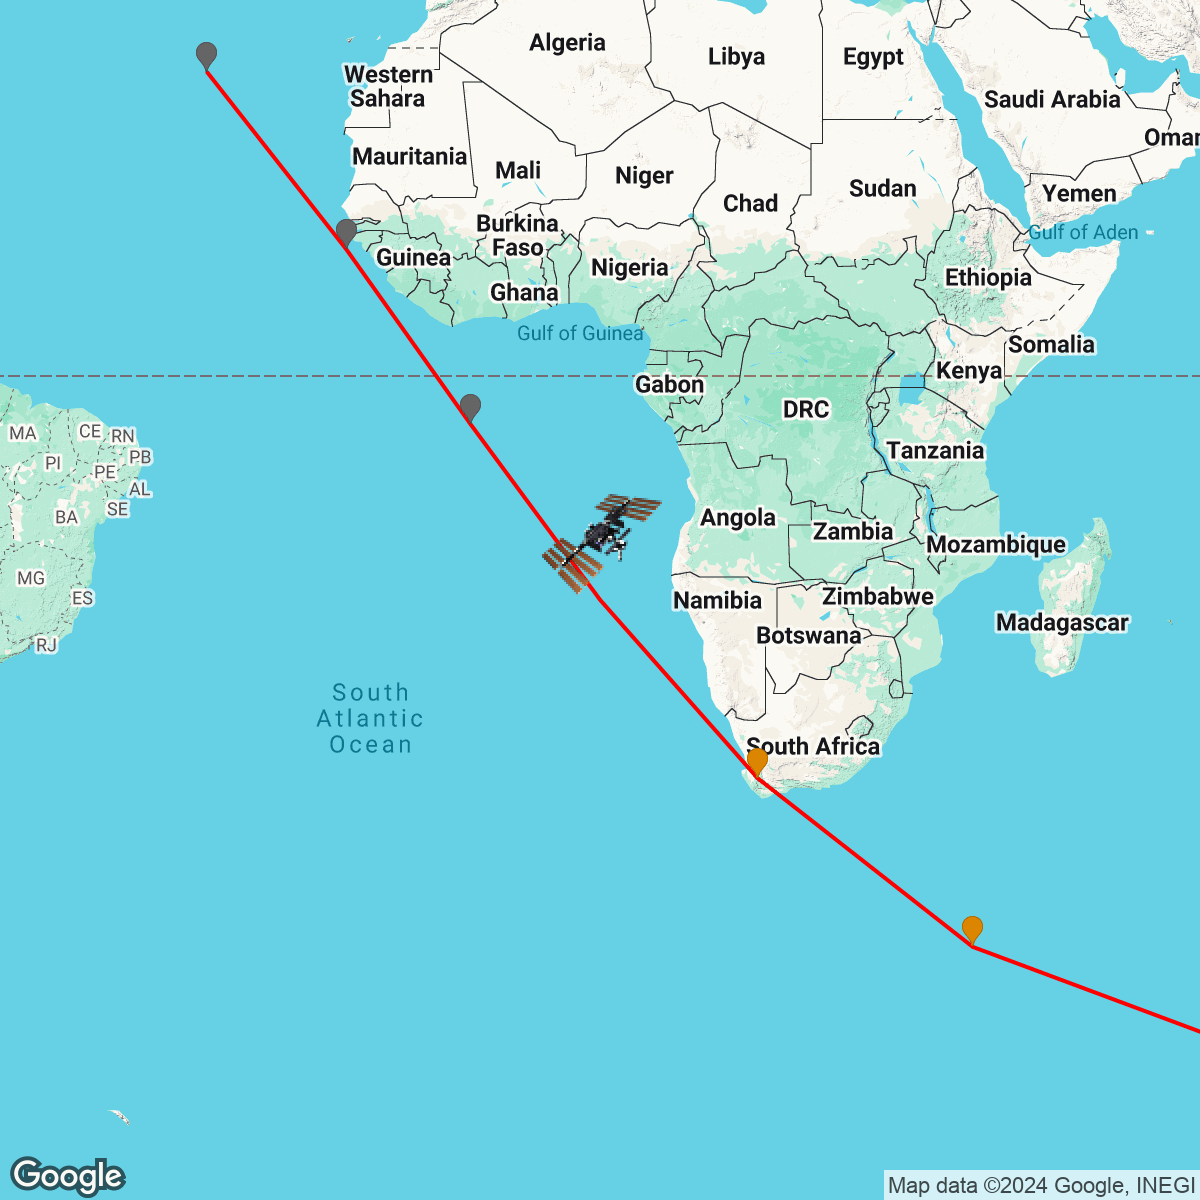 Algeria
Libya
Egypt
Western
Sahara
Saudi Arabia
Oman
Mauritania
Mali
Niger
Chad
Sudan
Yemen
Burkina
Faso
Gulf of Aden
Guinea
Nigeria
Ethiopia
Ghana
Gulf of Guinea
Somalia
Kenya
Gabon
DRC
MA
CE
RN
PB
PI
PE
AL
SE
BA
Tanzania
Angola
Zambia
Mozambique
MG
ES
RJ
Namibia
Zimbabwe
Botswana
Madagascar
South
Atlantic
Ocean
South Africa
Google
Map data ©2024 Google, INEGI